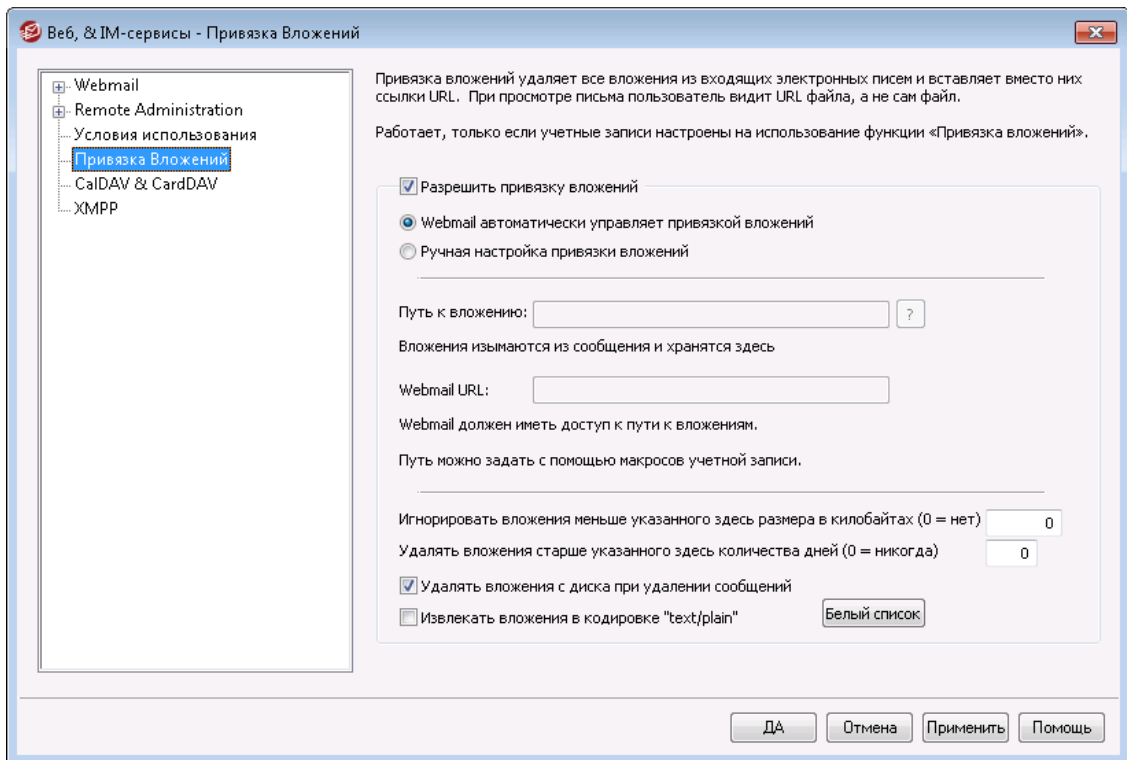 Веб, & IM-сервисы - Привязка Вложений
Webmail
Remote Administration
Условия использования
Привязка Вложений
CalDAV & CardDAV
XMPP
Привязка вложений удаляет все вложения из входящих электронных писем и вставляет вместо них
ссылки URL. При просмотре письма пользователь видит URL файла, а не сам файл.
Работает, только если учетные записи настроены на использование функции «Привязка вложений».
Разрешить привязку вложений
Webmail автоматически управляет привязкой вложений
Ручная настройка привязки вложений
Путь к вложению: ?
Вложения изымаются из сообщения и хранятся здесь
Webmail URL:
Webmail должен иметь доступ к пути к вложениям.
Путь можно задать с помощью макросов учетной записи.
Игнорировать вложения меньше указанного здесь размера в килобайтах (0 = нет) 0
Удалять вложения старше указанного здесь количества дней (0 = никогда) 0
Удалять вложения с диска при удалении сообщений
Извлекать вложения в кодировке "text/plain" Белый список
ДА Отмена Применить Помощь